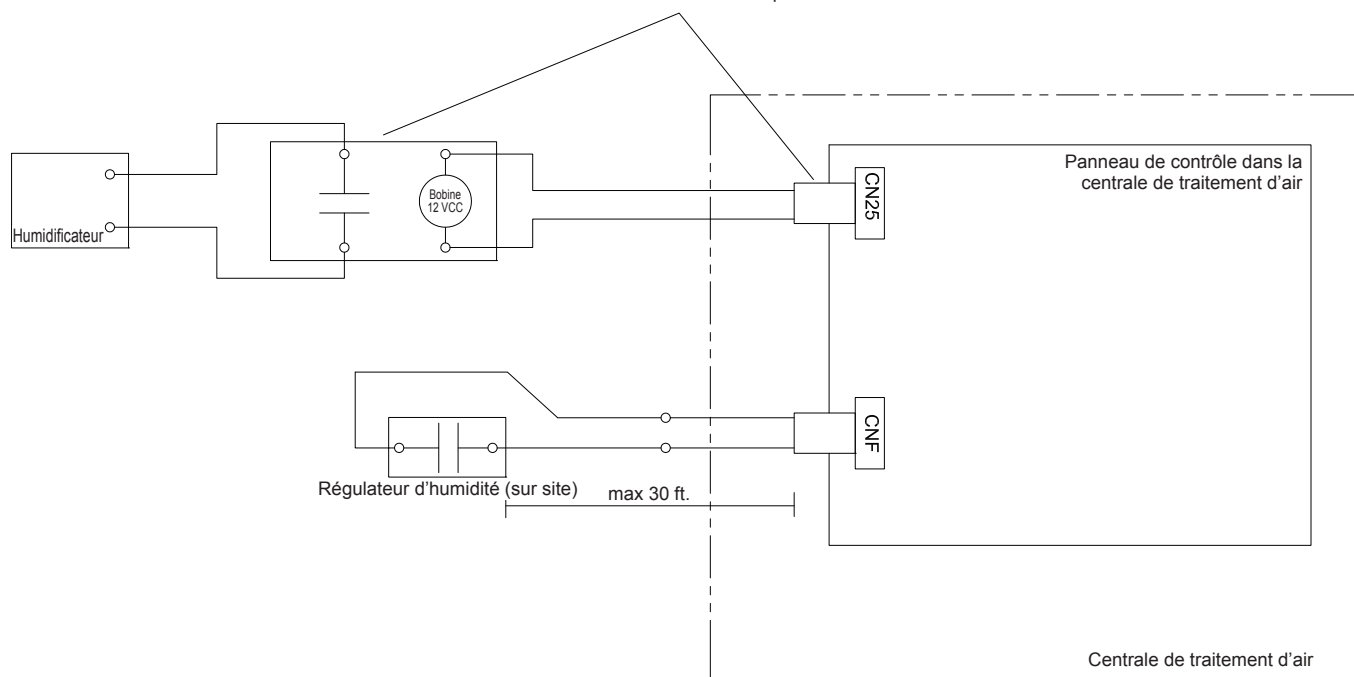 Panneau de contrôle dans la
centrale de traitement d'air
CN25
Bobine
12 VCC
Humidificateur
CNF
Régulateur d'humidité (sur site)
max 30 ft.
Centrale de traitement d'air